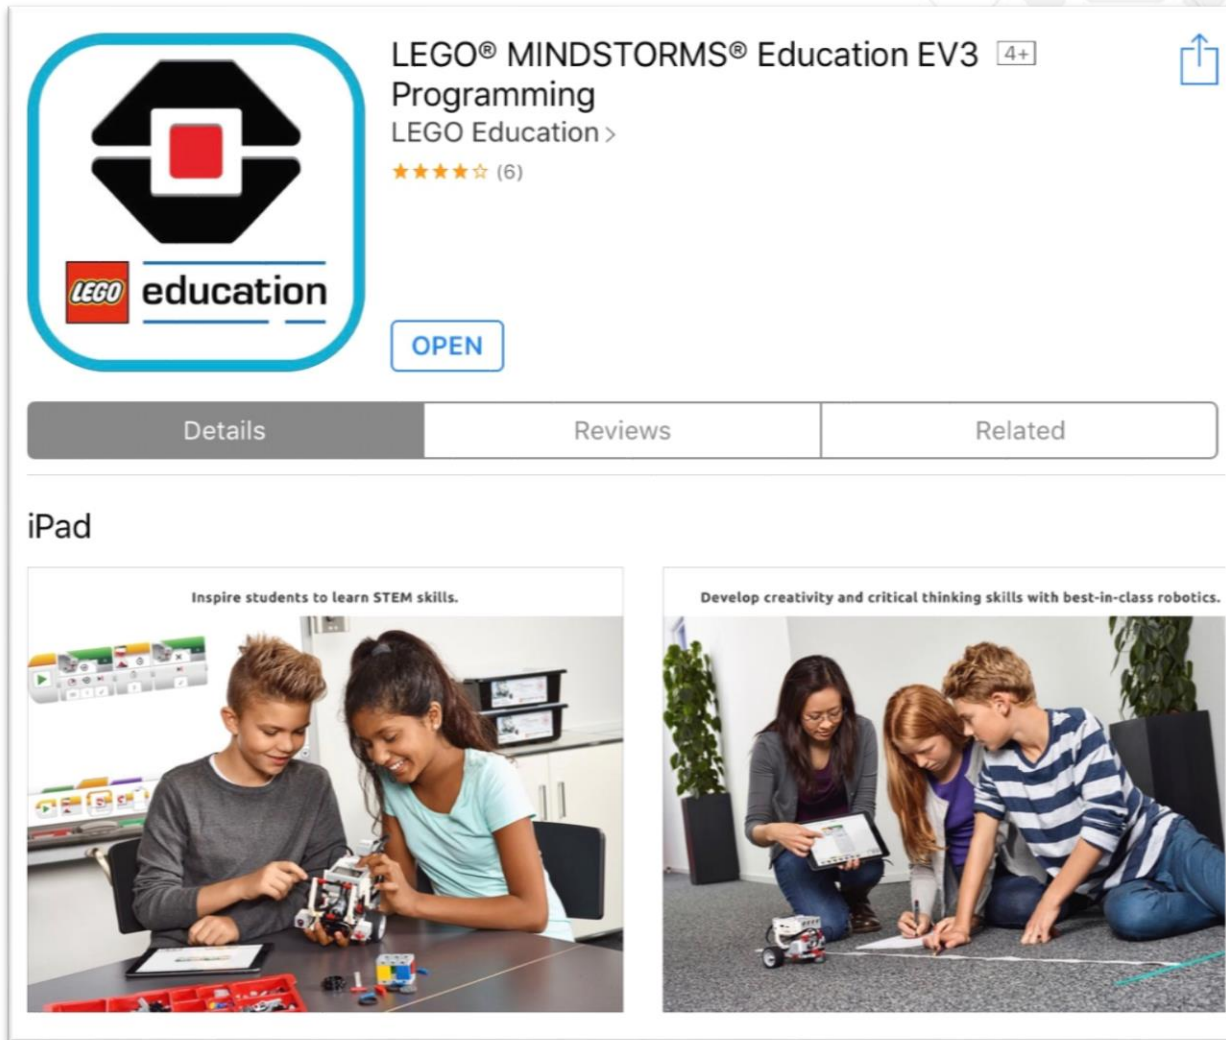 LEGO® MINDSTORMS® Education EV3 4+
Programming
LEGO Education >
(6)
LEGO education
OPEN
Details
Reviews
Related
iPad
Inspire students to learn STEM skills.
Develop creativity and critical thinking skills with best-in-class robotics.